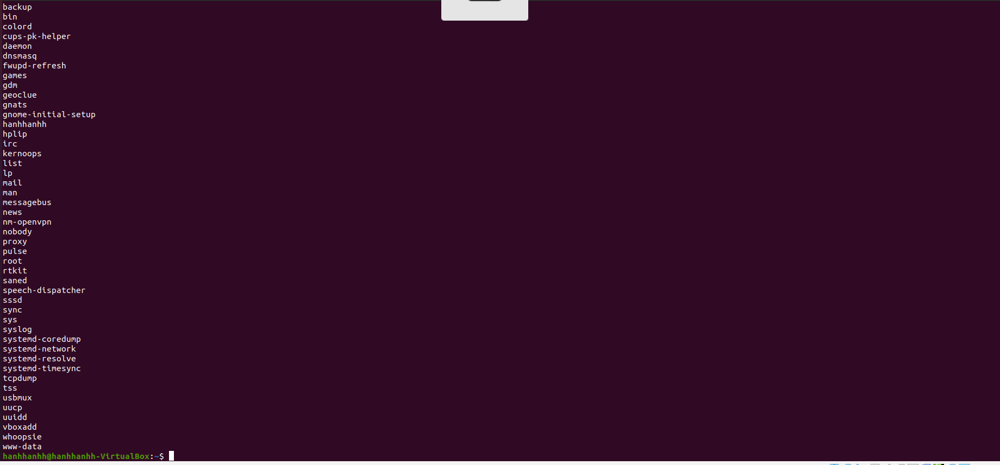 backup
bin
colord
cups-pk-helper
daemon
dnsmasq
fwupd-refresh
games
gdm
geoclue
gnats
gnome-initial-setup
hanhhanhh
hplip
irc
kernoops
list
lp
mail
man
messagebus
news
nm-openvpn
nobody
proxy
pulse
root
rtkit
saned
speech-dispatcher
sssd
sync
sys
syslog
systemd-coredump
systemd-network
systemd-resolve
systemd-timesync
tcpdump
tss
usbmux
uucp
uuidd
vboxadd
whoopsie
www-data
hanhhanhh@hanhhanhh-VirtualBox:~$